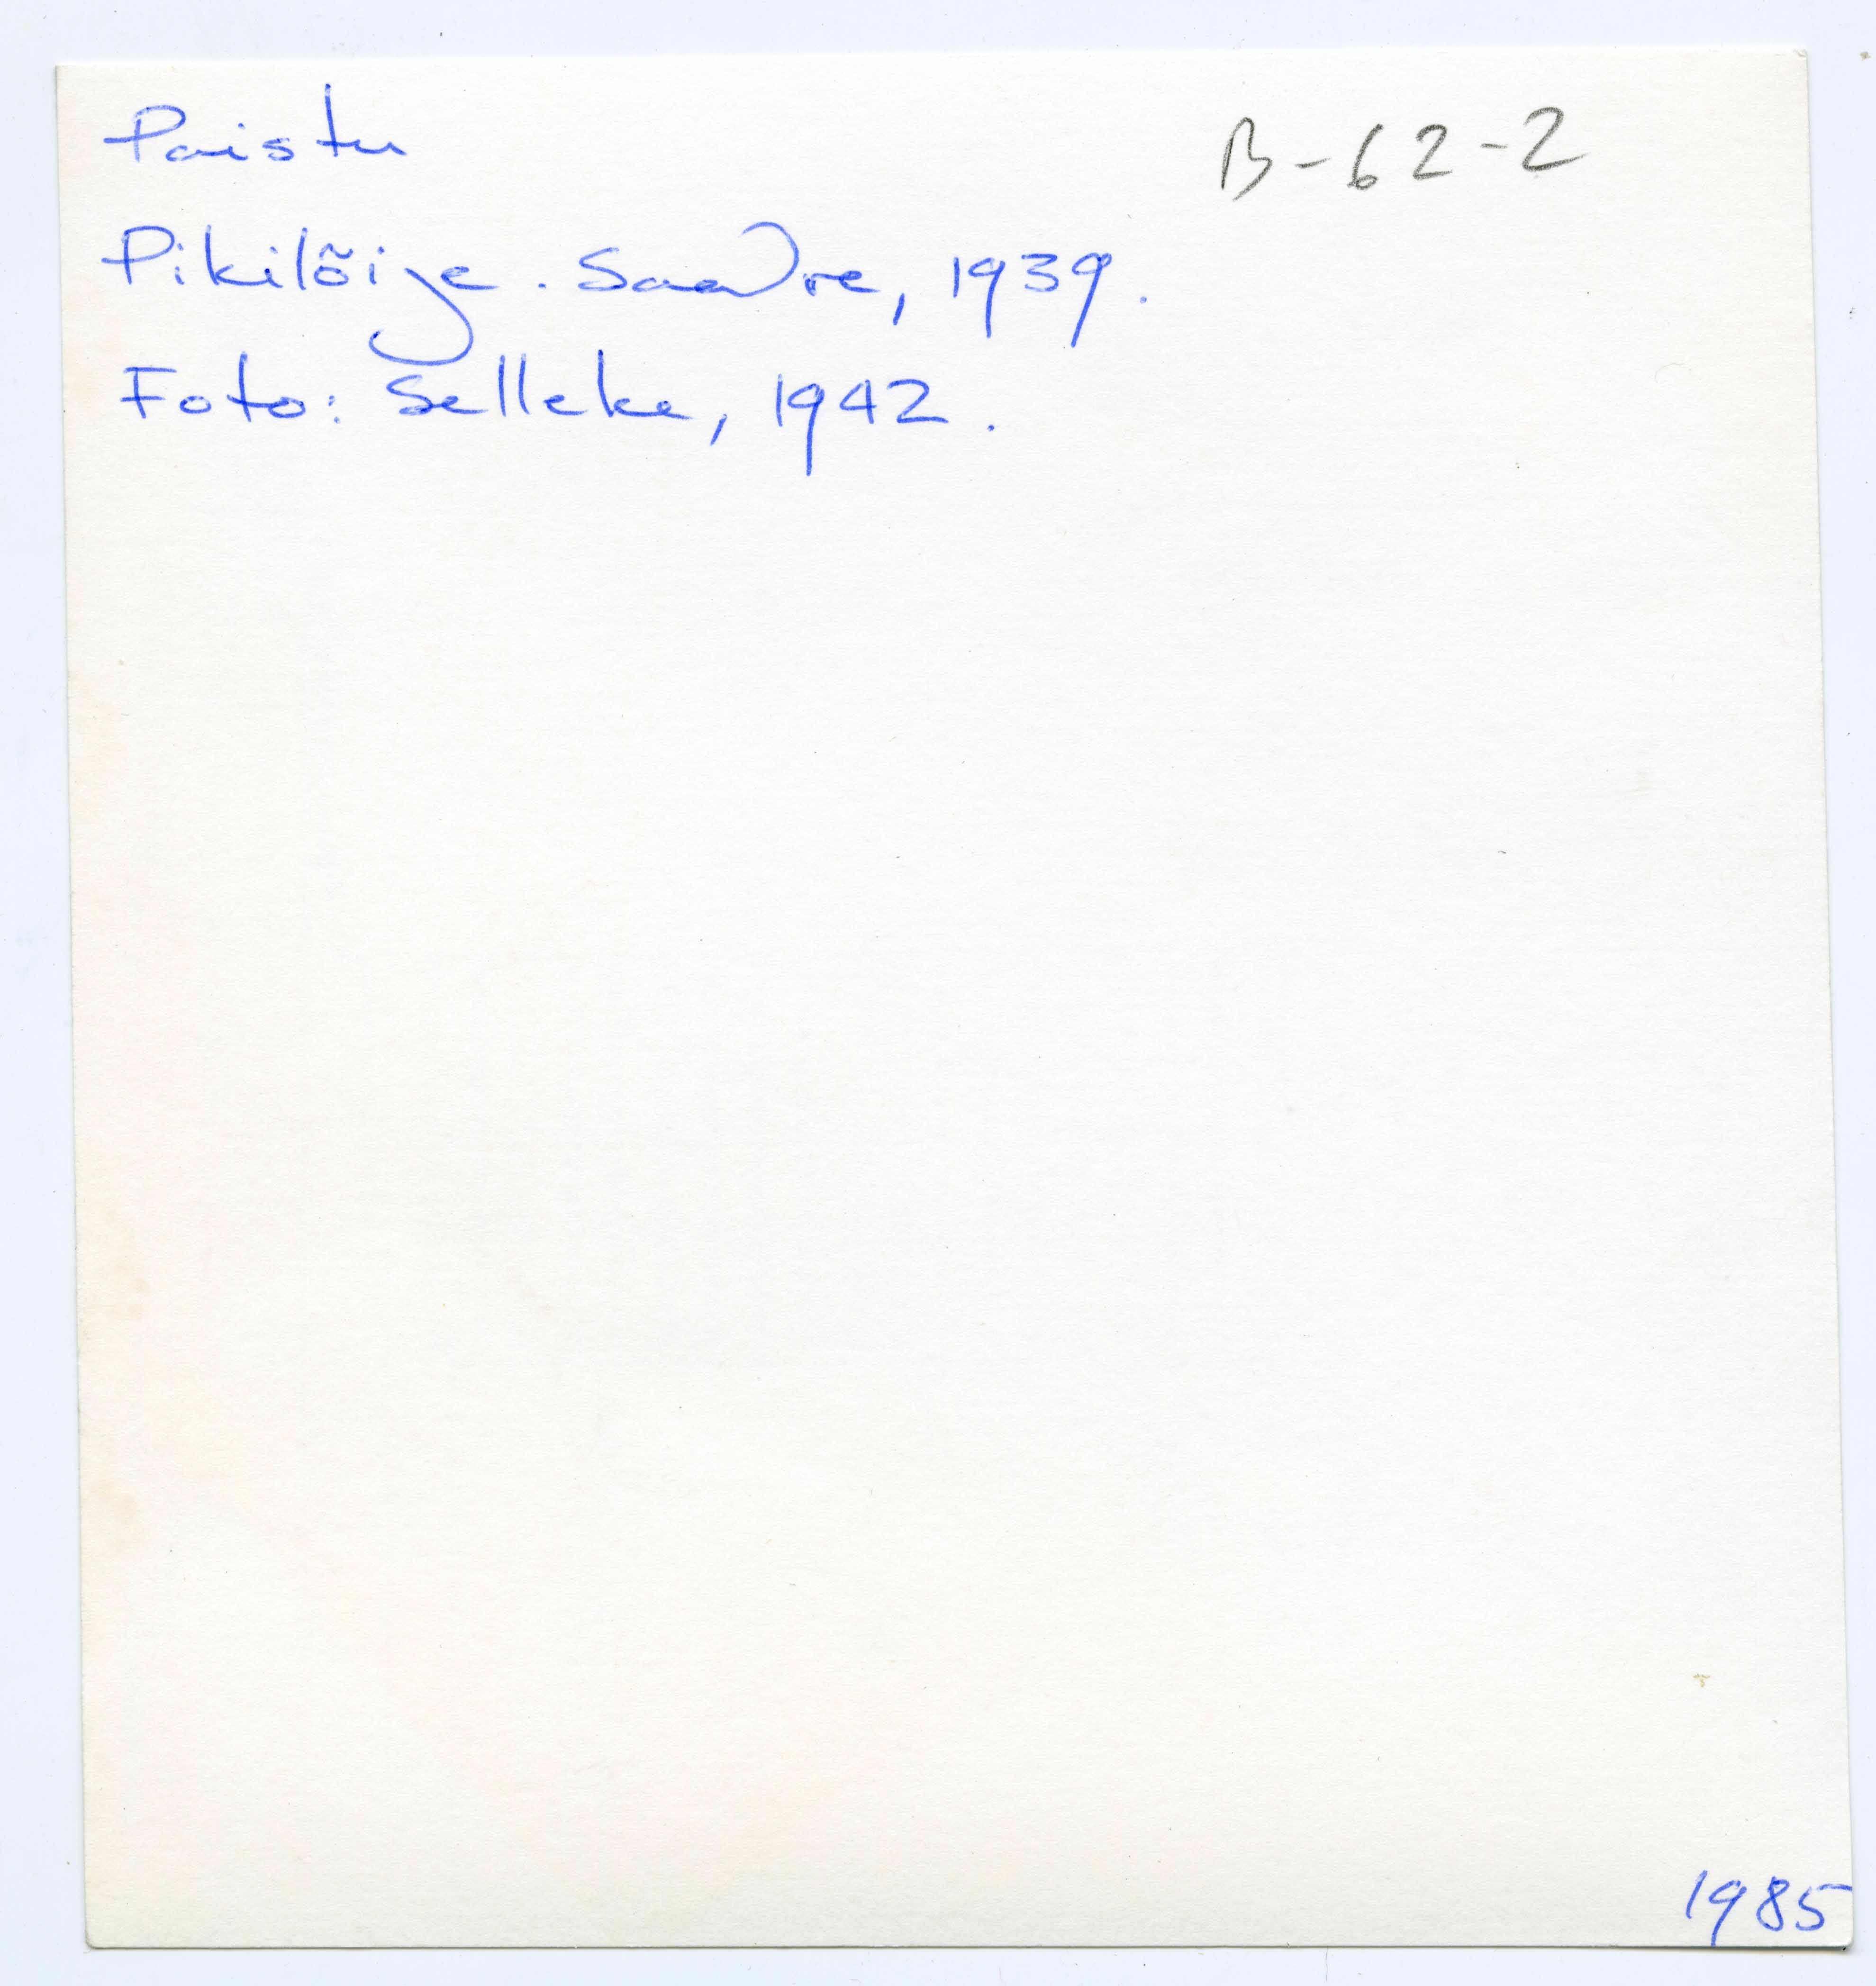 Paistu
B-62-2
Pikilõige. Saadre, 1939.
Foto: Selleke, 1942.
1985